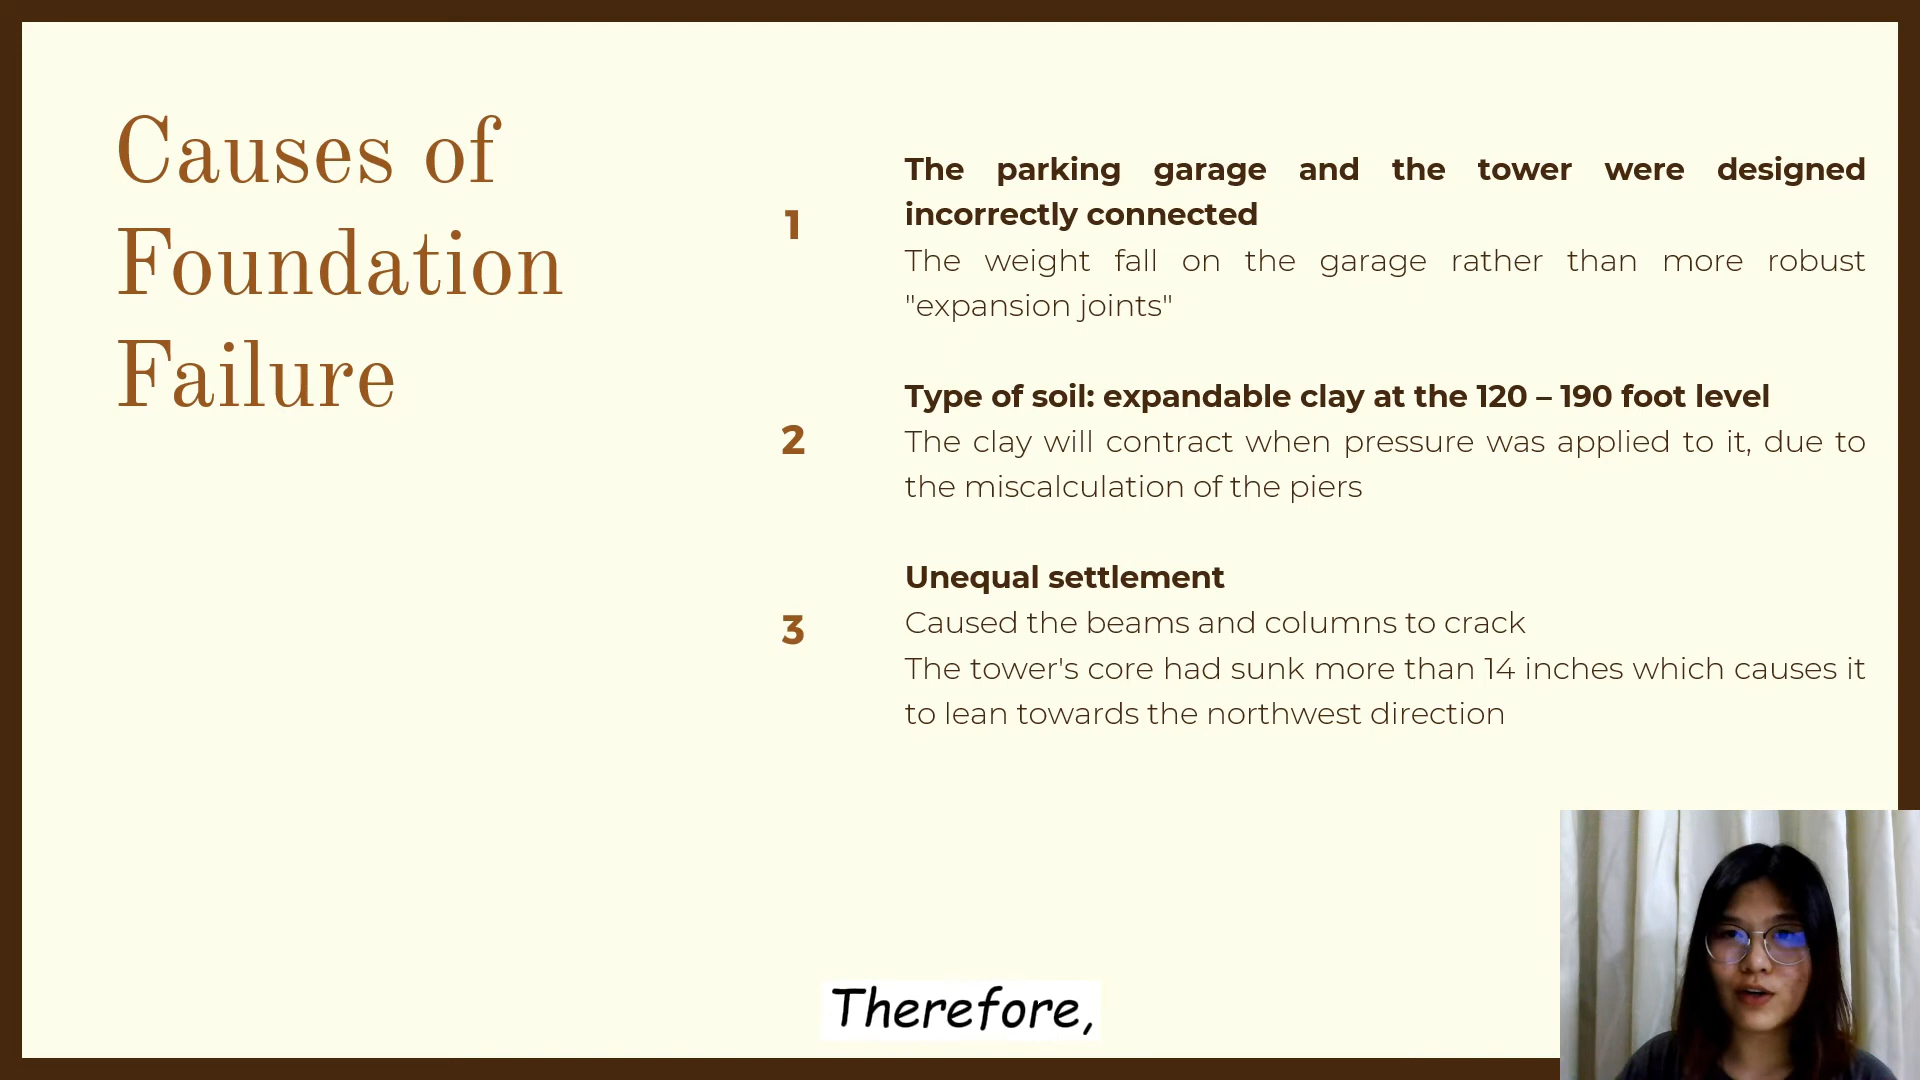 Causes of
Foundation
Failure
1
The parking garage and the tower were designed
incorrectly connected
The weight fall on the garage rather than more robust
"expansion joints"
2
Type of soil: expandable clay at the 120 – 190 foot level
The clay will contract when pressure was applied to it, due to
the miscalculation of the piers
3
Unequal settlement
Caused the beams and columns to crack
The tower's core had sunk more than 14 inches which causes it
to lean towards the northwest direction
Therefore,